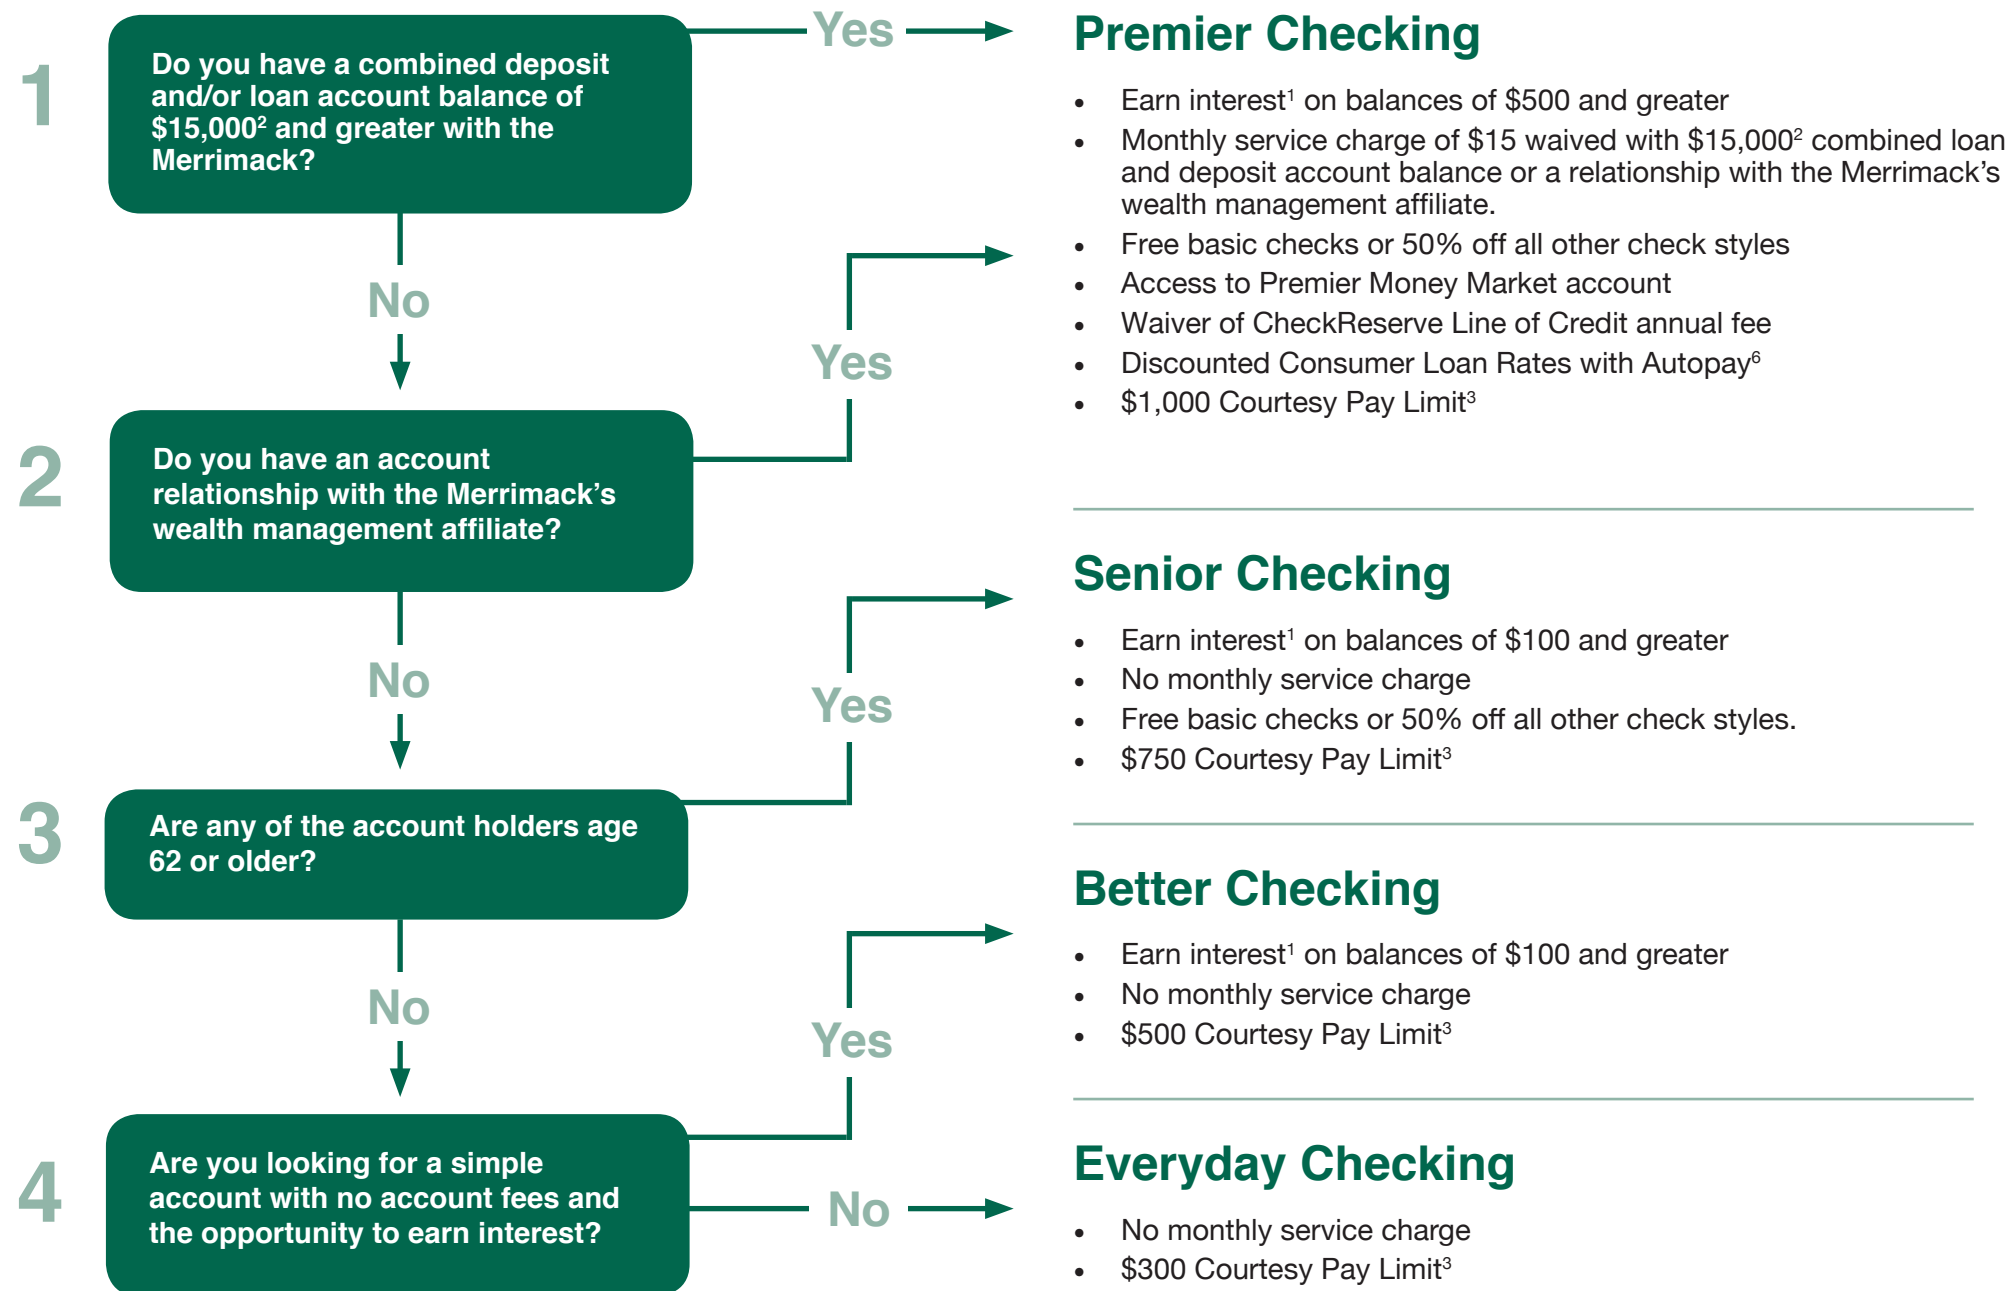 1
Do you have a combined deposit
and/or loan account balance of
$15,000² and greater with the
Merrimack?
Yes
No
2
Do you have an account
relationship with the Merrimack’s
wealth management affiliate?
Yes
No
3
Are any of the account holders age
62 or older?
Yes
No
4
Are you looking for a simple
account with no account fees and
the opportunity to earn interest?
Yes
No
Premier Checking
• Earn interest¹ on balances of $500 and greater
• Monthly service charge of $15 waived with $15,000² combined loan
and deposit account balance or a relationship with the Merrimack’s
wealth management affiliate.
• Free basic checks or 50% off all other check styles
• Access to Premier Money Market account
• Waiver of CheckReserve Line of Credit annual fee
• Discounted Consumer Loan Rates with Autopay⁶
• $1,000 Courtesy Pay Limit³
Senior Checking
• Earn interest¹ on balances of $100 and greater
• No monthly service charge
• Free basic checks or 50% off all other check styles.
• $750 Courtesy Pay Limit³
Better Checking
• Earn interest¹ on balances of $100 and greater
• No monthly service charge
• $500 Courtesy Pay Limit³
Everyday Checking
• No monthly service charge
• $300 Courtesy Pay Limit³